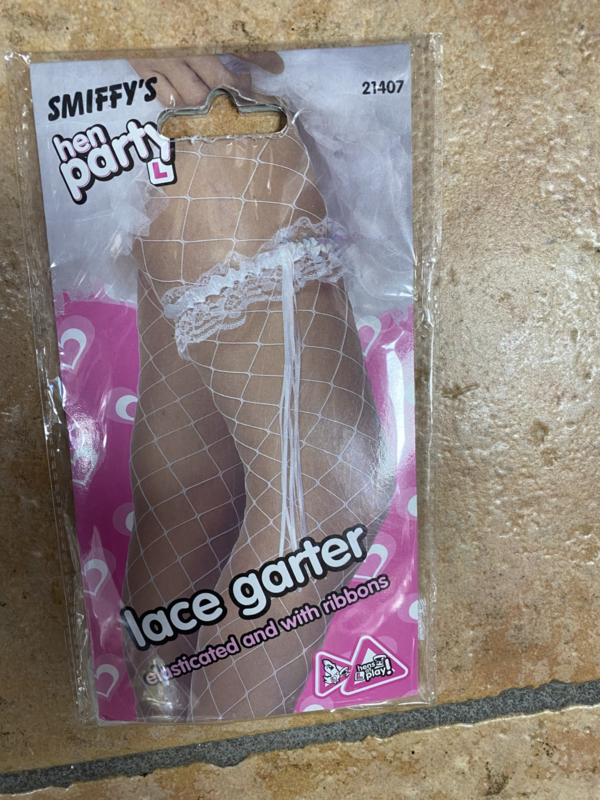 SMIFFY'S
21407
hen
party
L
lace garter
elasticated and with ribbons
hens
play!